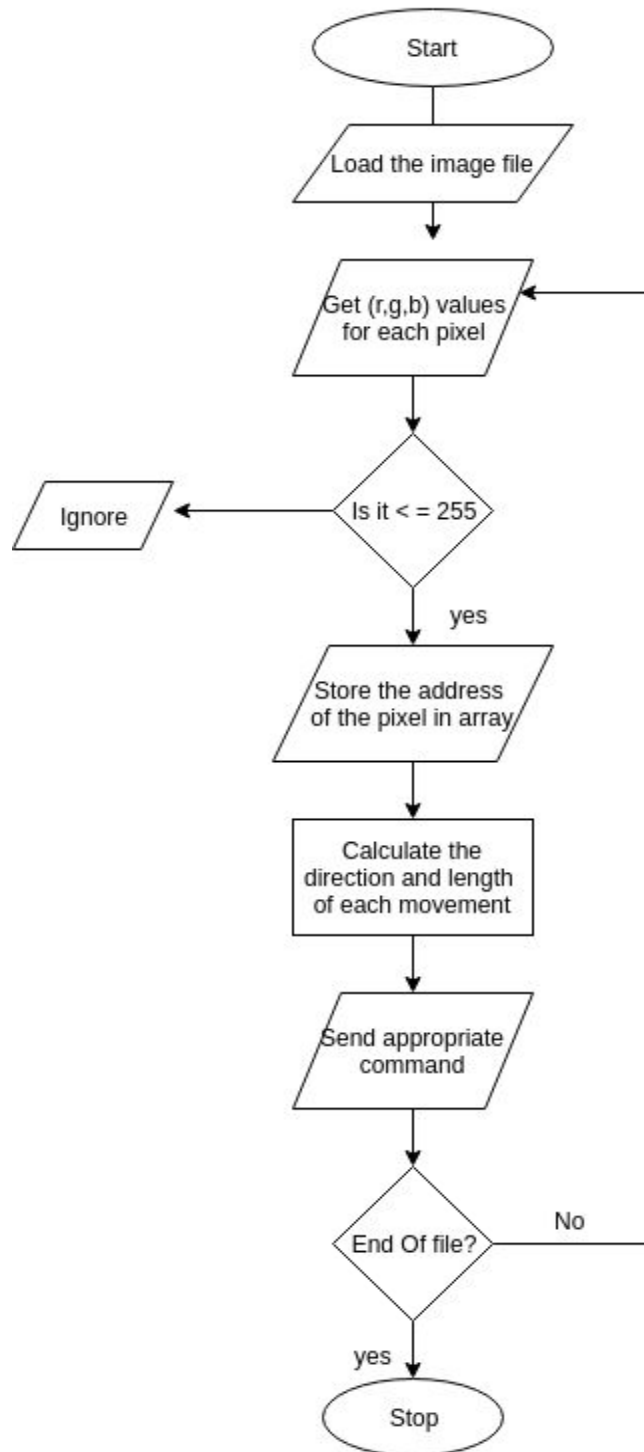 Start
Load the image file
Get (r,g,b) values
for each pixel
Is it < = 255
Ignore
yes
Store the address
of the pixel in array
Calculate the
direction and length
of each movement
Send appropriate
command
End Of file?
No
yes
Stop